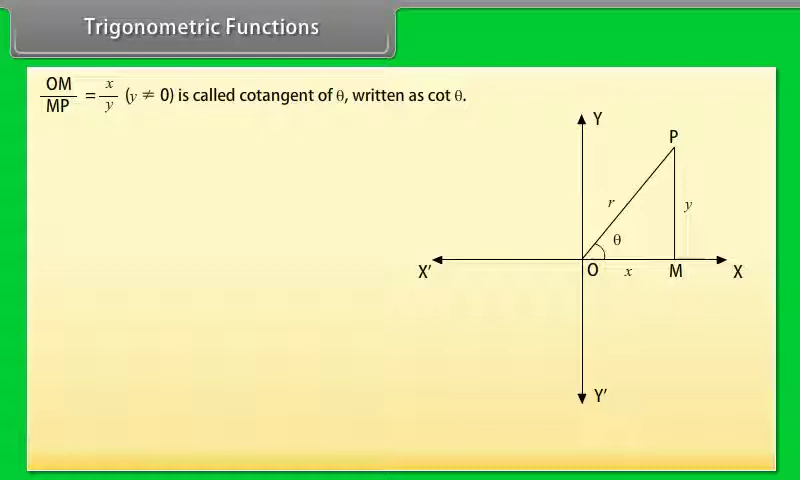 Trigonometric Functions
OM/MP = x/y (y ≠ 0) is called cotangent of θ, written as cot θ.
Y
P
r
y
θ
X′ O x M X
Y′